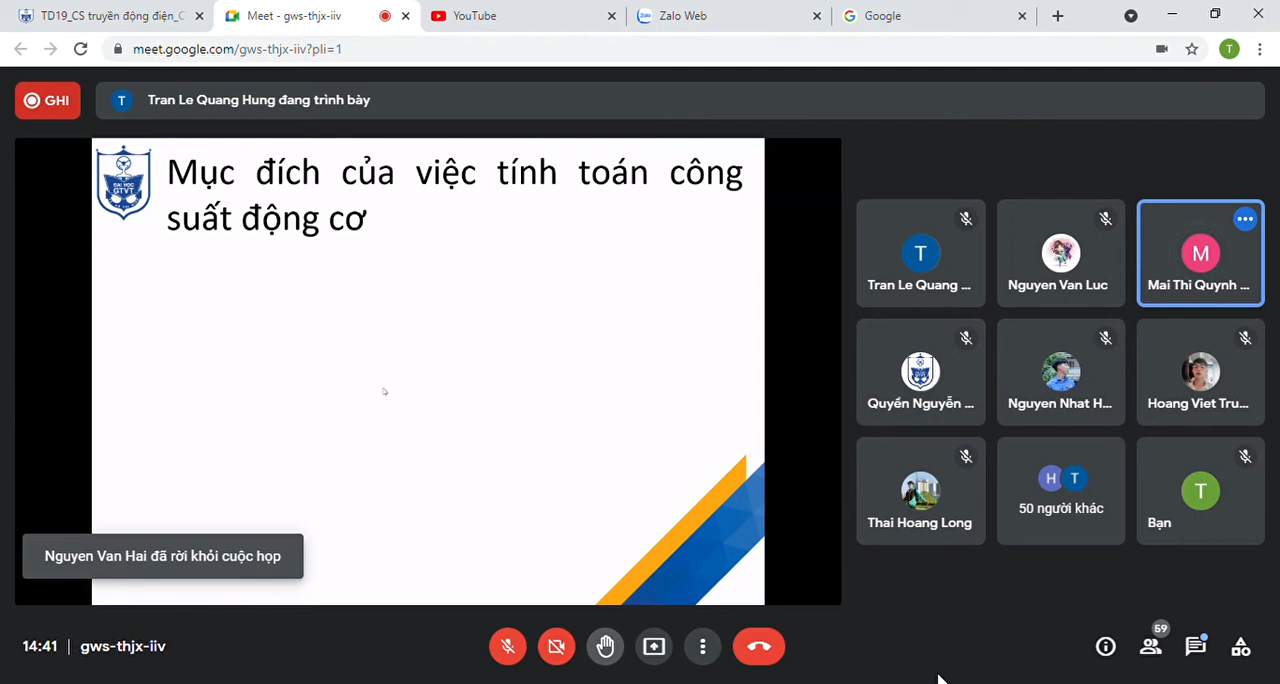 TD19_CS truyền động điện_C
Meet - gws-thjx-iiv
YouTube
Zalo Web
Google
meet.google.com/gws-thjx-iiv?pli=1
T
GHI
T
Tran Le Quang Hung đang trình bày
ĐẠI HỌC
GTVT
Mục đích của việc tính toán công
suất động cơ
T
Tran Le Quang ...
Nguyen Van Luc
M
Mai Thi Quynh ...
Quyền Nguyễn ...
Nguyen Nhat H...
Hoang Viet Tru...
Thai Hoang Long
H T
50 người khác
T
Bạn
Nguyen Van Hai đã rời khỏi cuộc họp
14:41 | gws-thjx-iiv
59